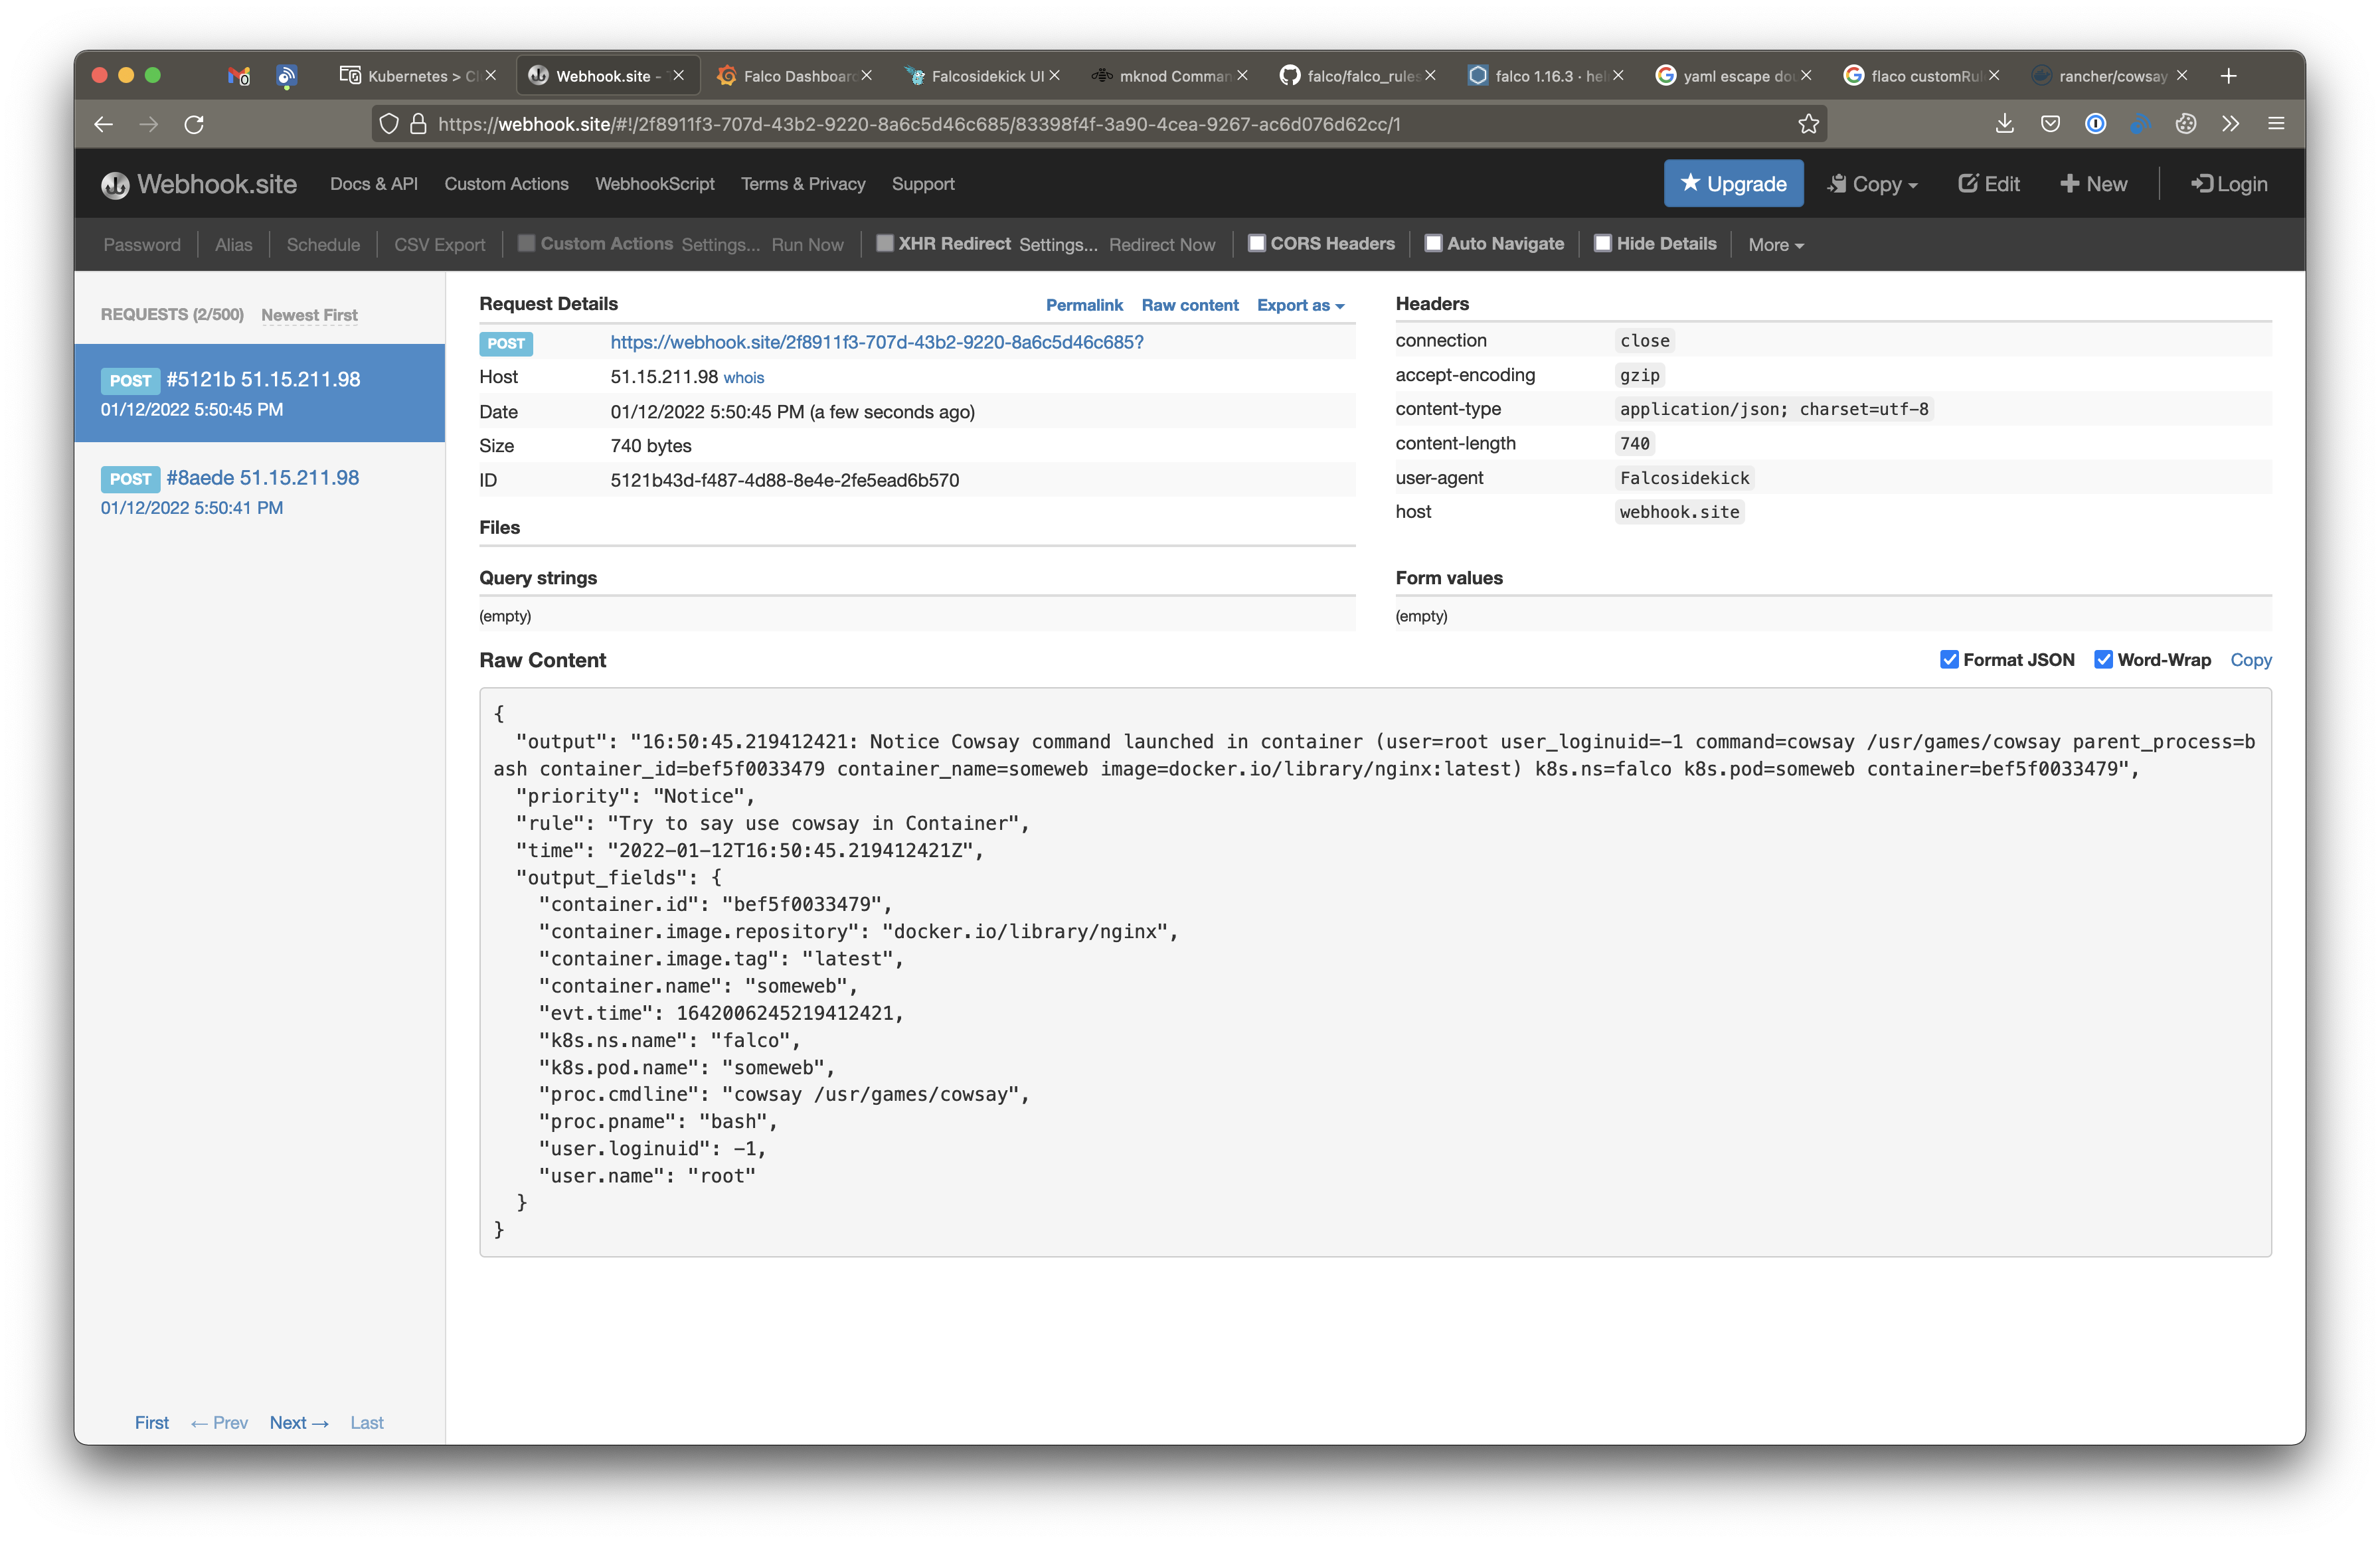 Kubernetes > Cl
Webhook.site -
Falco Dashboar
Falcosidekick UI
mknod Comman
falco/falco_rules
falco 1.16.3 · hel
yaml escape dou
flaco customRul
rancher/cowsay
https://webhook.site/#!/2f8911f3-707d-43b2-9220-8a6c5d46c685/83398f4f-3a90-4cea-9267-ac6d076d62cc/1
Webhook.site Docs & API Custom Actions WebhookScript Terms & Privacy Support Upgrade Copy Edit New Login
Password Alias Schedule CSV Export Custom Actions Settings... Run Now XHR Redirect Settings... Redirect Now CORS Headers Auto Navigate Hide Details More
REQUESTS (2/500) Newest First
POST #5121b 51.15.211.98
01/12/2022 5:50:45 PM
POST #8aede 51.15.211.98
01/12/2022 5:50:41 PM
First ← Prev Next → Last
Request Details Permalink Raw content Export as
POST https://webhook.site/2f8911f3-707d-43b2-9220-8a6c5d46c685?
Host 51.15.211.98 whois
Date 01/12/2022 5:50:45 PM (a few seconds ago)
Size 740 bytes
ID 5121b43d-f487-4d88-8e4e-2fe5ead6b570
Files
Headers
connection close
accept-encoding gzip
content-type application/json; charset=utf-8
content-length 740
user-agent Falcosidekick
host webhook.site
Query strings
(empty)
Form values
(empty)
Raw Content Format JSON Word-Wrap Copy
{
"output": "16:50:45.219412421: Notice Cowsay command launched in container (user=root user_loginuid=-1 command=cowsay /usr/games/cowsay parent_process=b
ash container_id=bef5f0033479 container_name=someweb image=docker.io/library/nginx:latest) k8s.ns=falco k8s.pod=someweb container=bef5f0033479",
"priority": "Notice",
"rule": "Try to say use cowsay in Container",
"time": "2022-01-12T16:50:45.219412421Z",
"output_fields": {
"container.id": "bef5f0033479",
"container.image.repository": "docker.io/library/nginx",
"container.image.tag": "latest",
"container.name": "someweb",
"evt.time": 1642006245219412421,
"k8s.ns.name": "falco",
"k8s.pod.name": "someweb",
"proc.cmdline": "cowsay /usr/games/cowsay",
"proc.pname": "bash",
"user.loginuid": -1,
"user.name": "root"
}
}